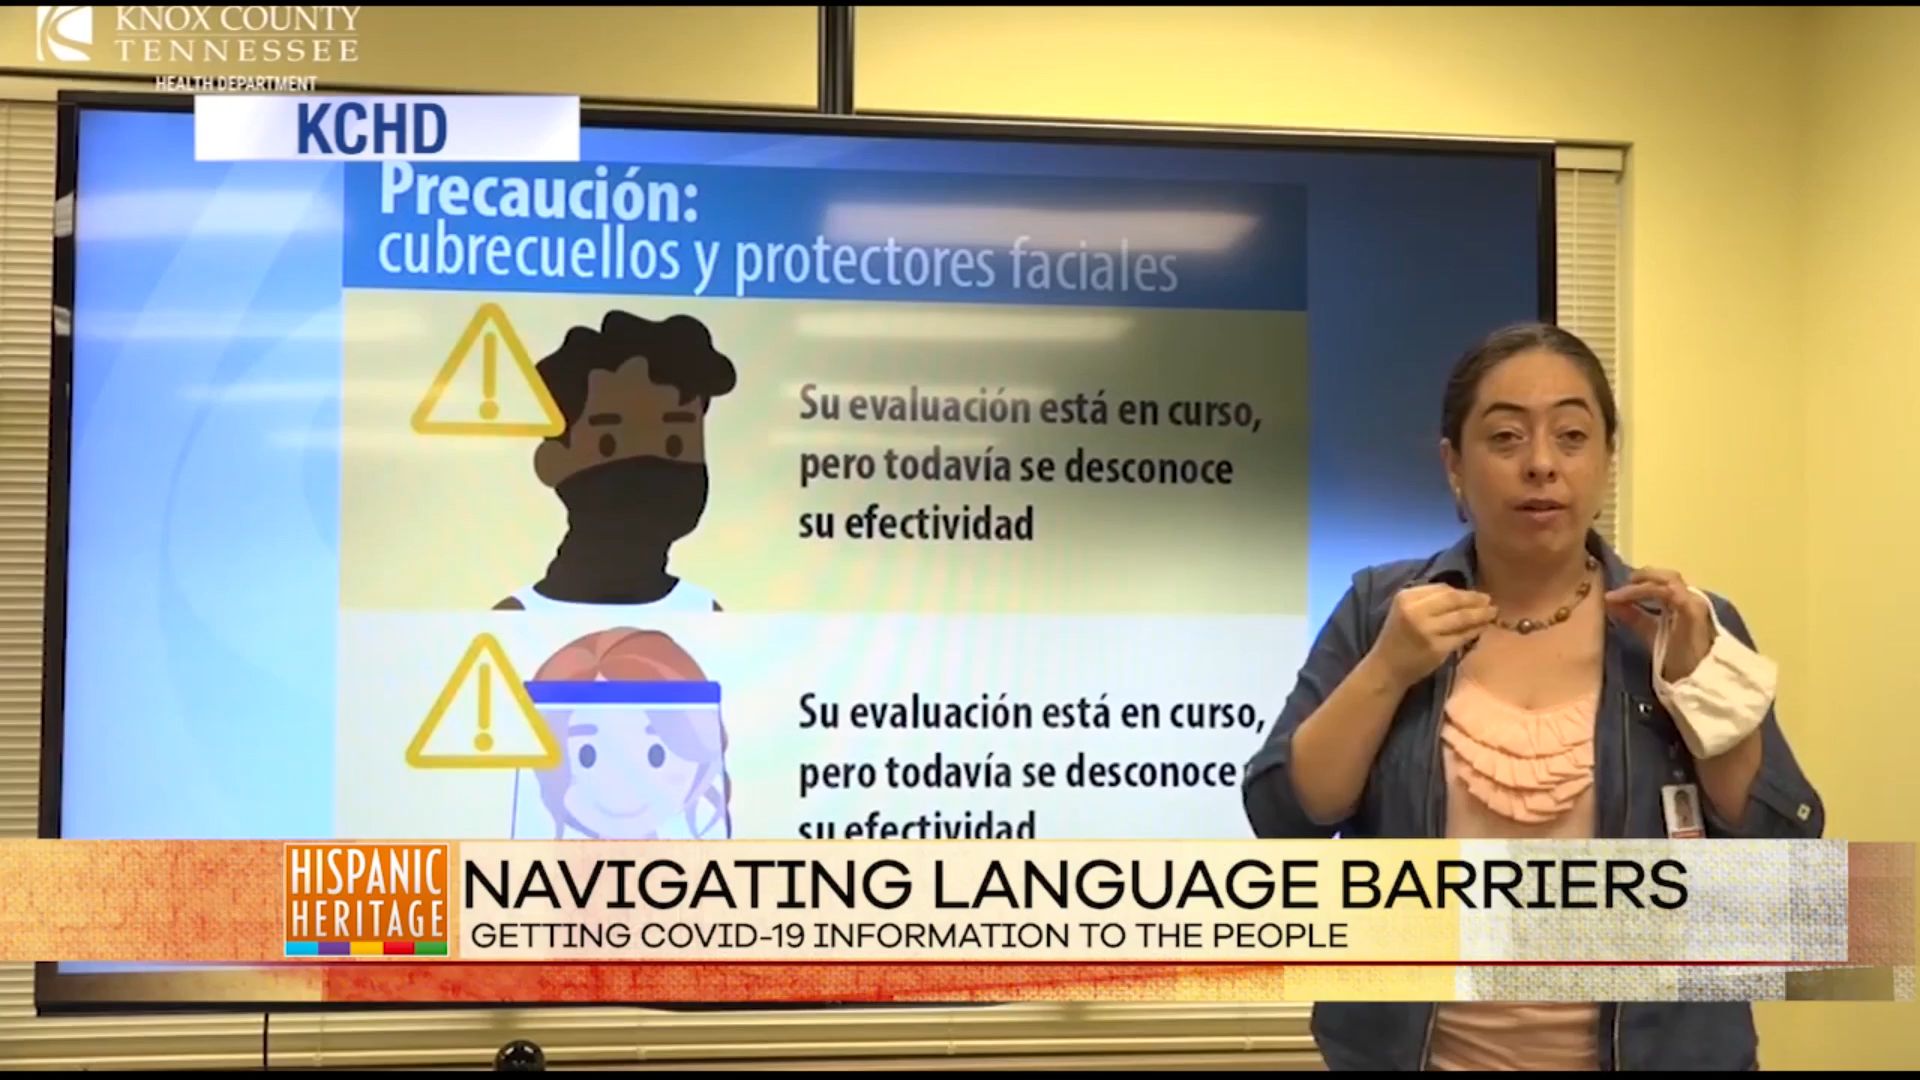 KNOX COUNTY
TENNESSEE
HEALTH DEPARTMENT
KCHD
Precaución:
cubrecuellos y protectores faciales
Su evaluación está en curso,
pero todavía se desconoce
su efectividad
Su evaluación está en curso,
pero todavía se desconoce
su efectividad
HISPANIC
HERITAGE
NAVIGATING LANGUAGE BARRIERS
GETTING COVID-19 INFORMATION TO THE PEOPLE